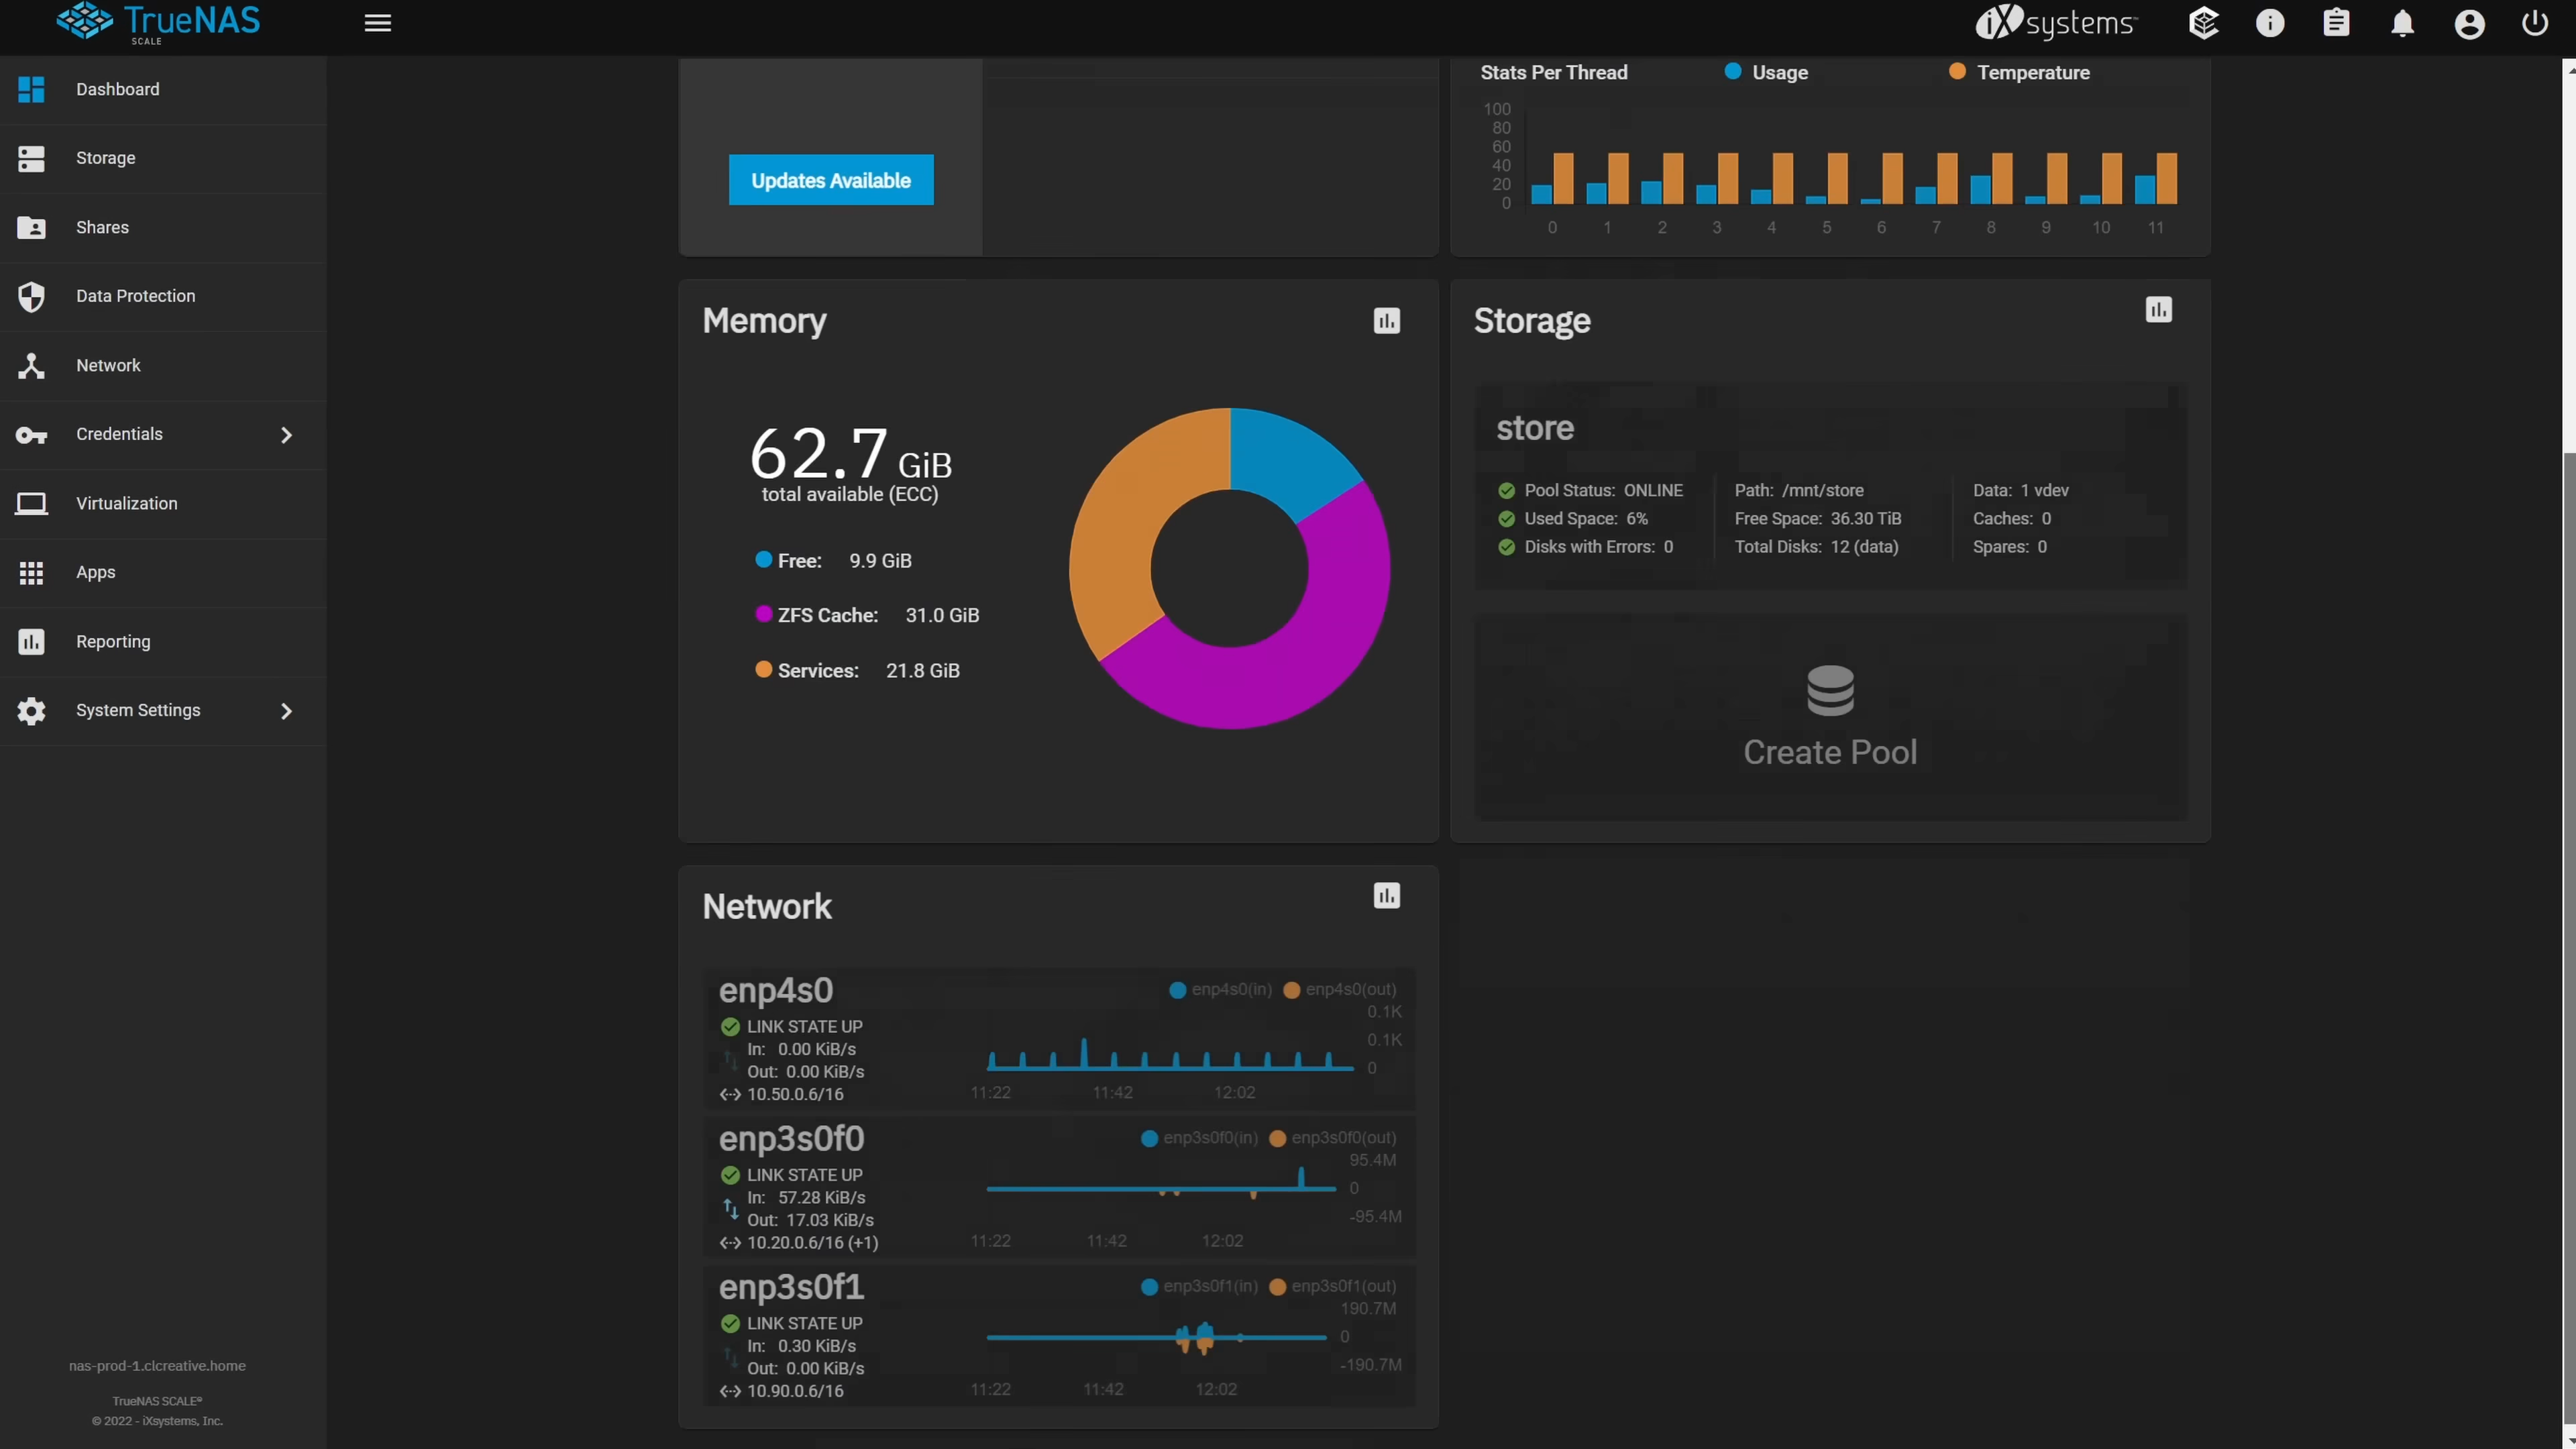 TrueNAS
SCALE
iXsystems™
Dashboard
Storage
Shares
Data Protection
Network
Credentials
Virtualization
Apps
Reporting
System Settings
nas-prod-1.clcreative.home
TrueNAS SCALE®
© 2022 - iXsystems, Inc.
Updates Available
Stats Per Thread Usage Temperature
100
80
60
40
20
0
0 1 2 3 4 5 6 7 8 9 10 11
Memory
62.7 GiB
total available (ECC)
Free: 9.9 GiB
ZFS Cache: 31.0 GiB
Services: 21.8 GiB
Storage
store
Pool Status: ONLINE Path: /mnt/store Data: 1 vdev
Used Space: 6% Free Space: 36.30 TiB Caches: 0
Disks with Errors: 0 Total Disks: 12 (data) Spares: 0
Create Pool
Network
enp4s0
LINK STATE UP
In: 0.00 KiB/s
Out: 0.00 KiB/s
10.50.0.6/16
enp4s0(in) enp4s0(out)
0.1K
0.1K
0
11:22 11:42 12:02
enp3s0f0
LINK STATE UP
In: 57.28 KiB/s
Out: 17.03 KiB/s
10.20.0.6/16 (+1)
enp3s0f0(in) enp3s0f0(out)
95.4M
0
-95.4M
11:22 11:42 12:02
enp3s0f1
LINK STATE UP
In: 0.30 KiB/s
Out: 0.00 KiB/s
10.90.0.6/16
enp3s0f1(in) enp3s0f1(out)
190.7M
0
-190.7M
11:22 11:42 12:02